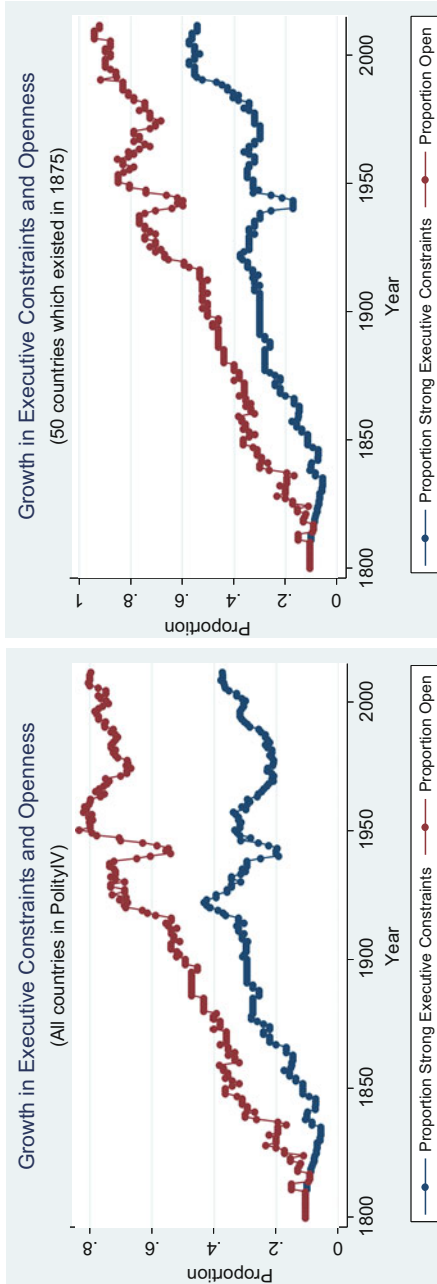 Growth in Executive Constraints and Openness
(All countries in PolityIV)
Proportion
.8
.6
.4
.2
0
1800
1850
1900
1950
2000
Year
Proportion Strong Executive Constraints
Proportion Open
Growth in Executive Constraints and Openness
(50 countries which existed in 1875)
Proportion
1
.8
.6
.4
.2
0
1800
1850
1900
1950
2000
Year
Proportion Strong Executive Constraints
Proportion Open